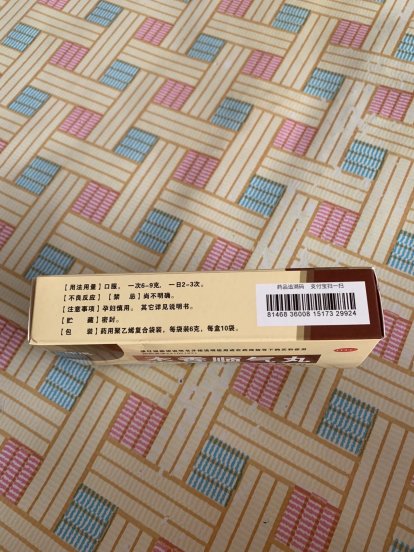 【用法用量】口服。一次6-9克，一日2-3次。
【不良反应】【禁 忌】尚不明确。
【注意事项】孕妇慎用。其它详见说明书。
【贮 藏】密封。
【包 装】药用聚乙烯复合袋装，每袋装6克，每盒10袋。
药品追溯码 支付宝扫一扫
81468 36008 15173 29924
香顺气丸